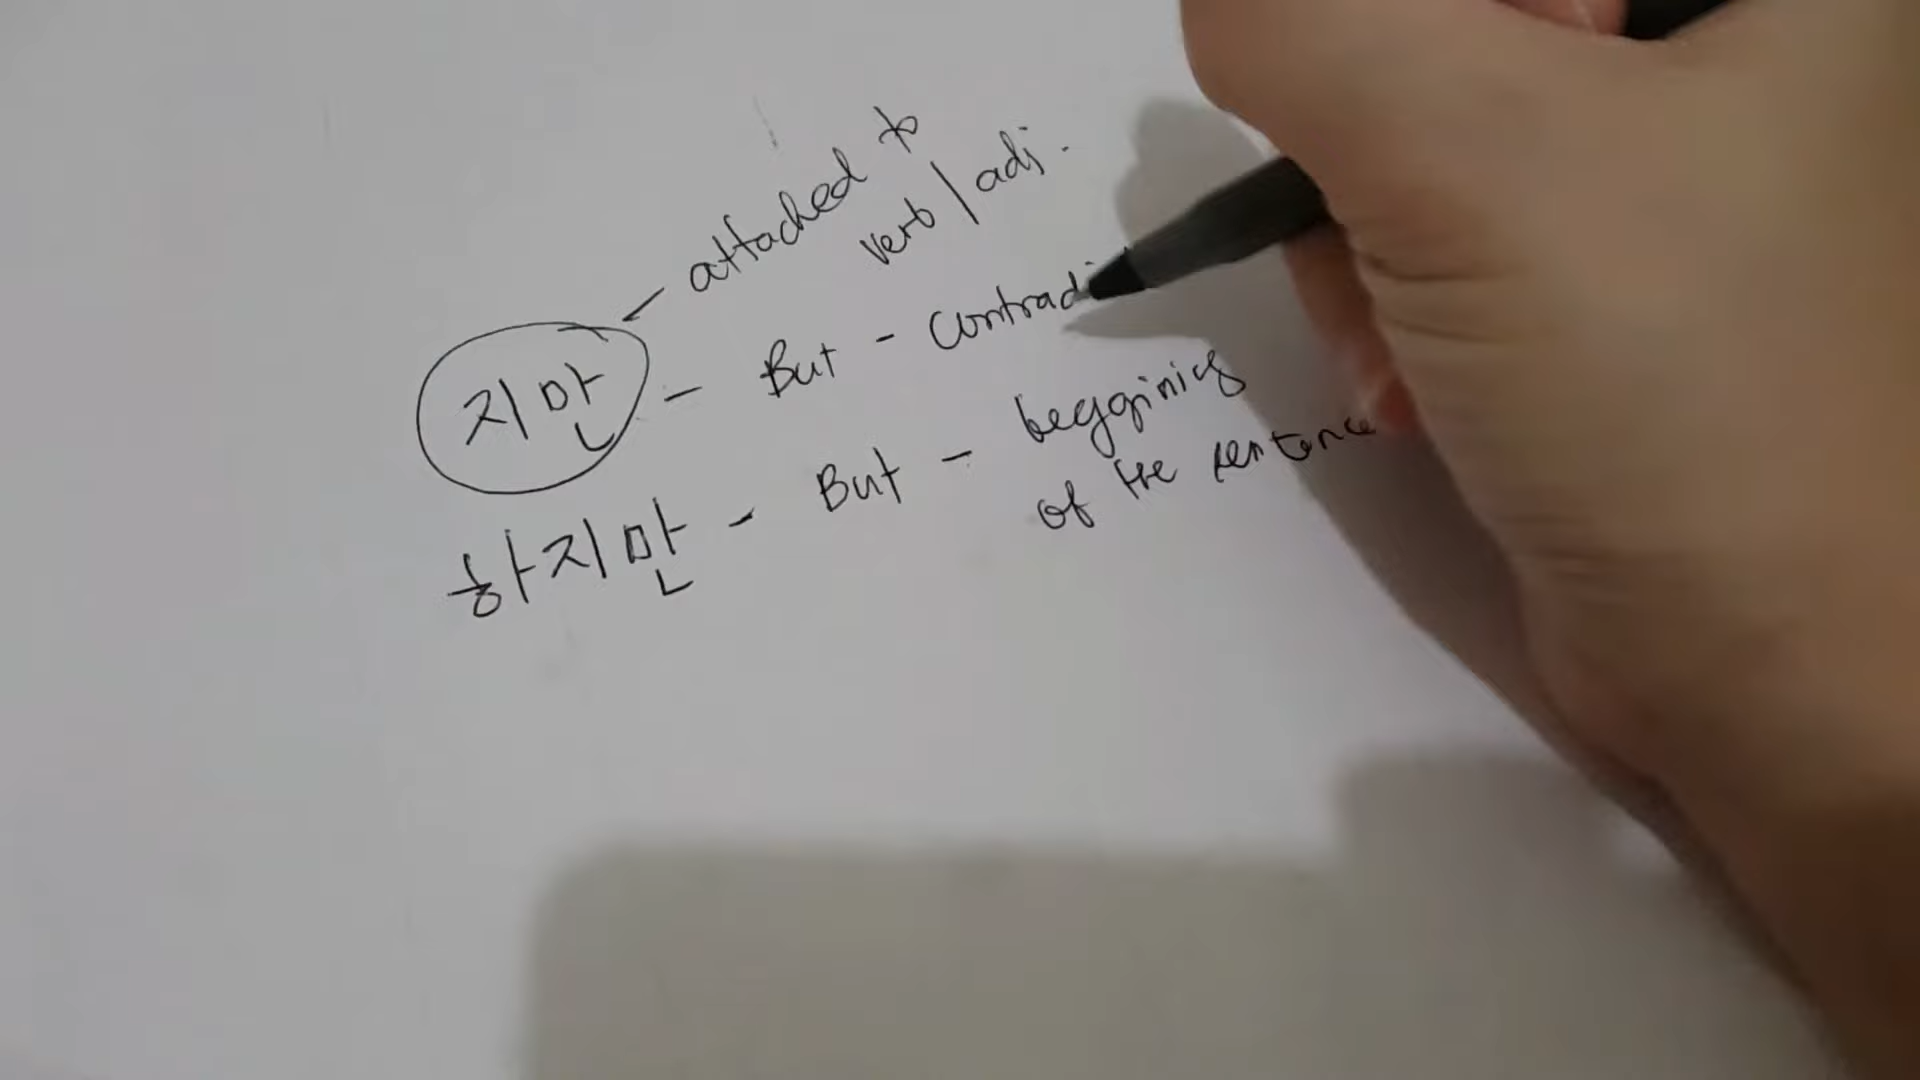 attached to
verb / adj.
지만 - But - Contradi
하지만 - But - beggining
of the sentence